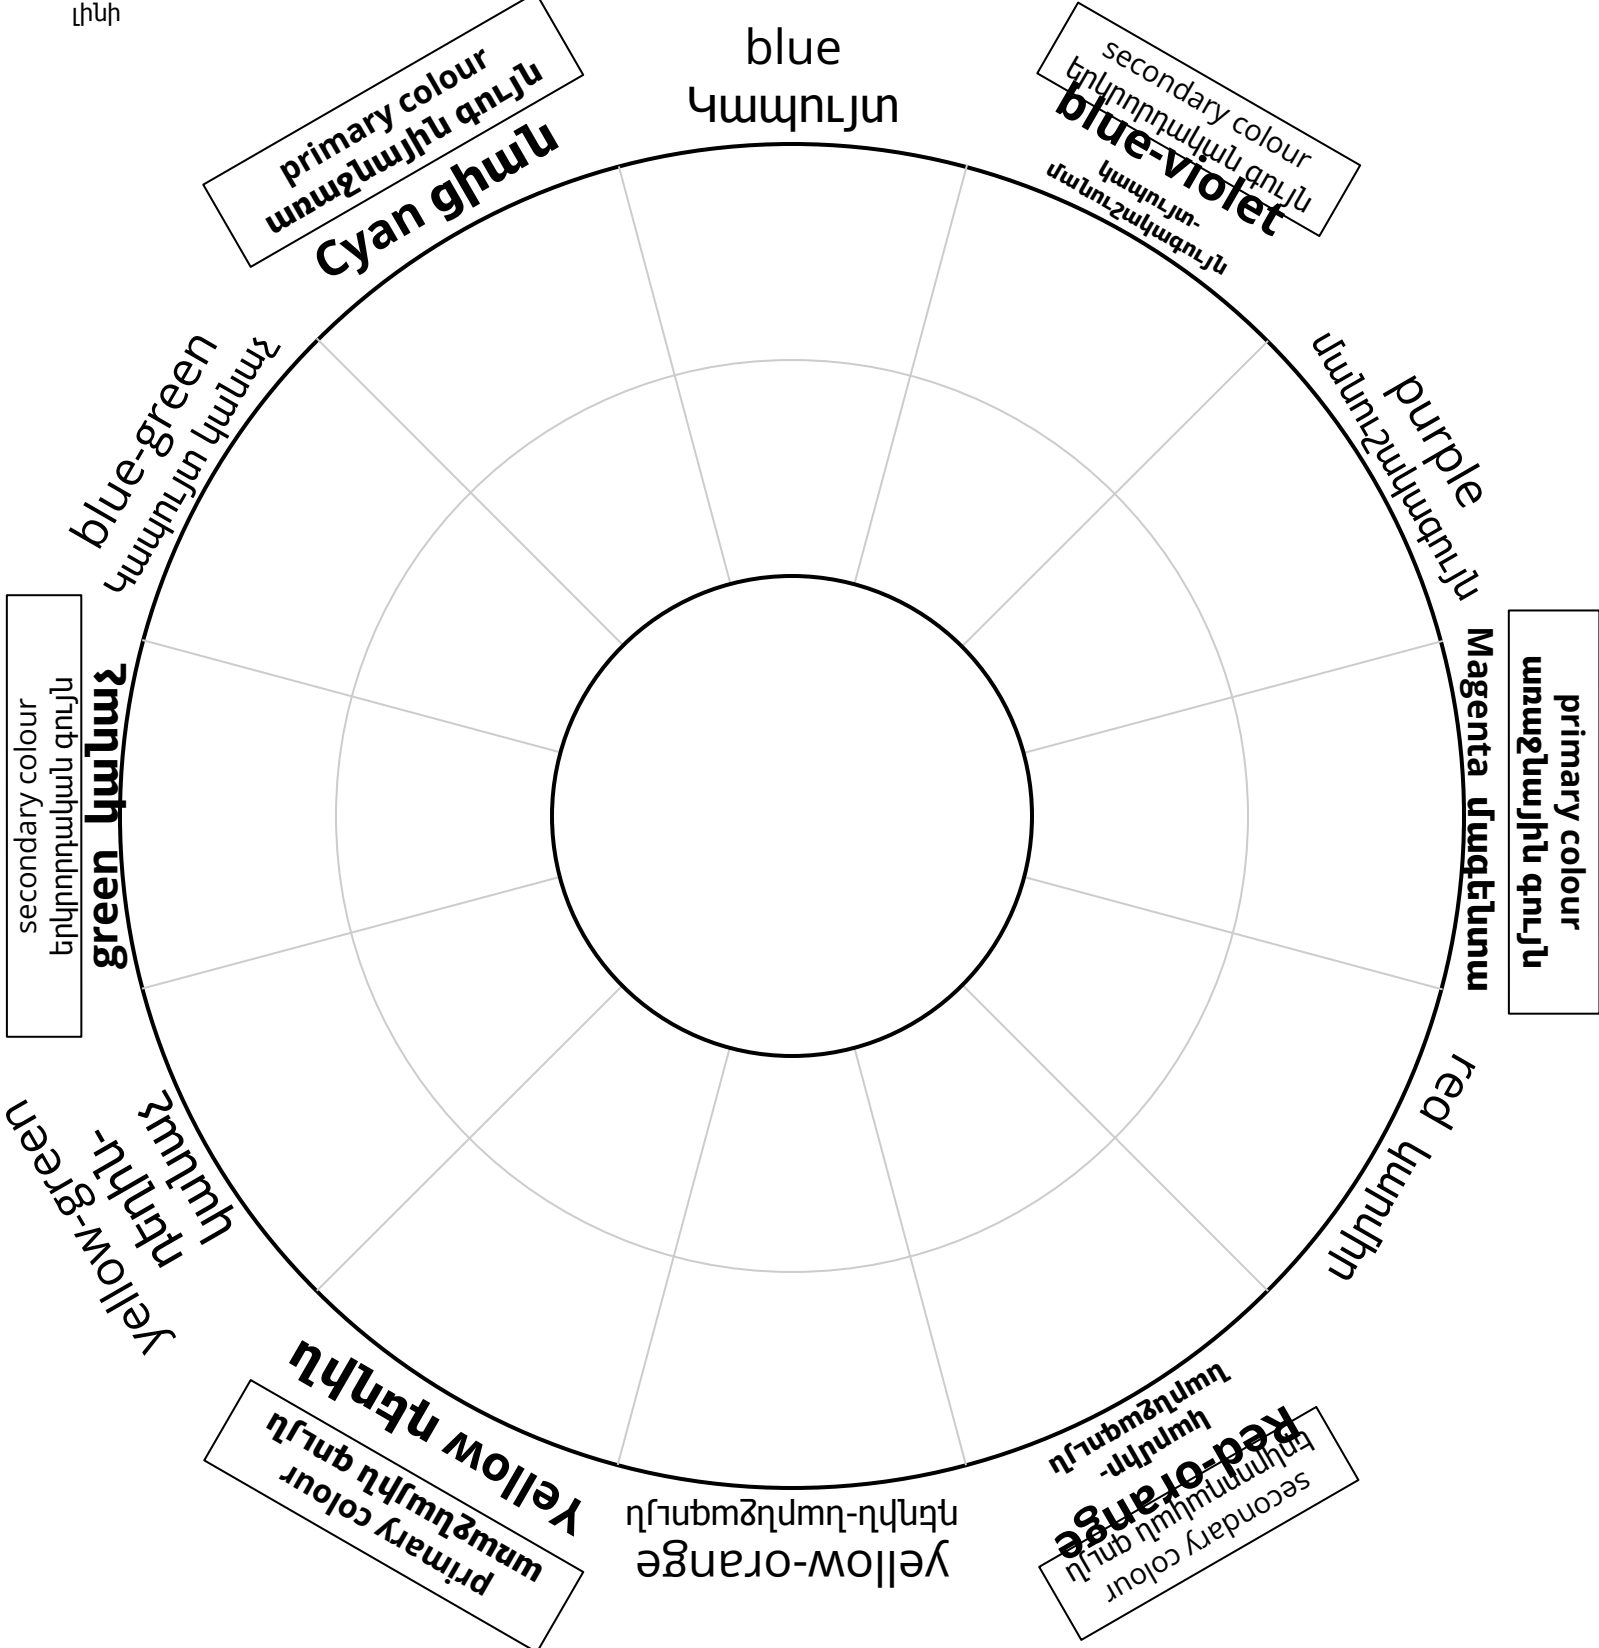 լինի
primary colour
առաջնային գույն
Cyan ցիան
blue
Կապույտ
secondary colour
երկրորդական գույն
blue-violet
կապույտ-
մանուշակագույն
purple
մանուշակագույն
primary colour
առաջնային գույն
Magenta մագենտա
red կարմիր
Նարնջագույն
կարմիր-
Red-orange
երկրորդական գույն
secondary colour
դեղին-նարնջագույն
yellow-orange
Yellow դեղին
առաջնային գույն
primary colour
կանաչ
դեղին-
yellow-green
secondary colour
երկրորդական գույն
green կանաչ
blue-green
Կապույտ կանաչ